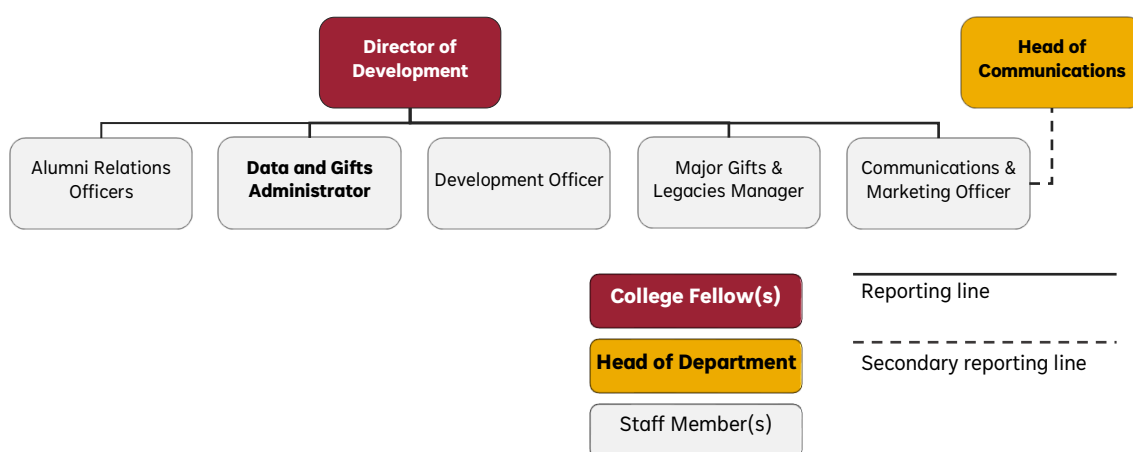 Director of
Development
Head of
Communications
Alumni Relations
Officers
Data and Gifts
Administrator
Development Officer
Major Gifts &
Legacies Manager
Communications &
Marketing Officer
College Fellow(s)
Reporting line
Head of Department
Secondary reporting line
Staff Member(s)